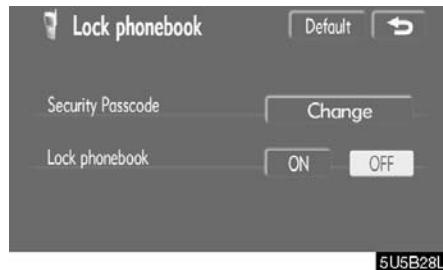 Lock phonebook Default
Security Passcode Change
Lock phonebook ON OFF
5U5B28L